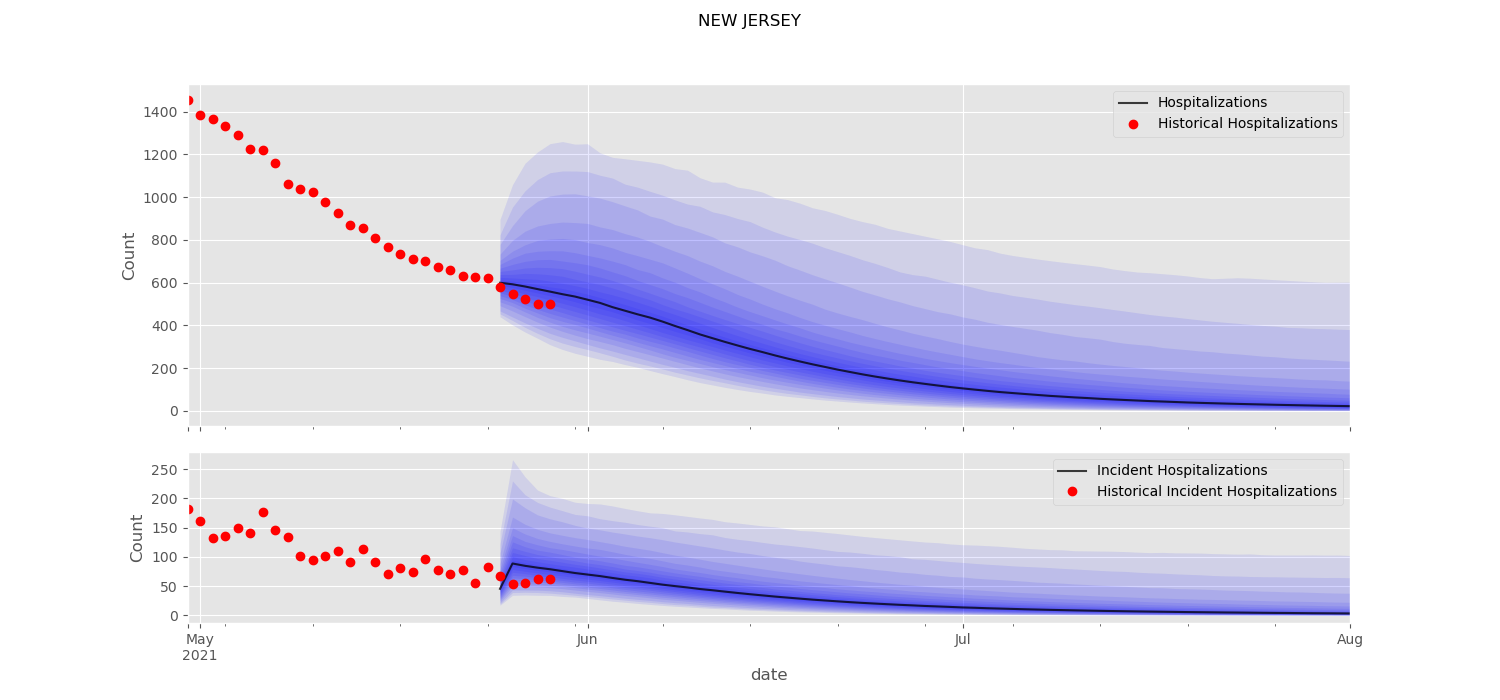 NEW JERSEY
Count
1400
1200
1000
800
600
400
200
0
Hospitalizations
Historical Hospitalizations
Count
250
200
150
100
50
0
Incident Hospitalizations
Historical Incident Hospitalizations
May Jun Jul Aug
2021
date